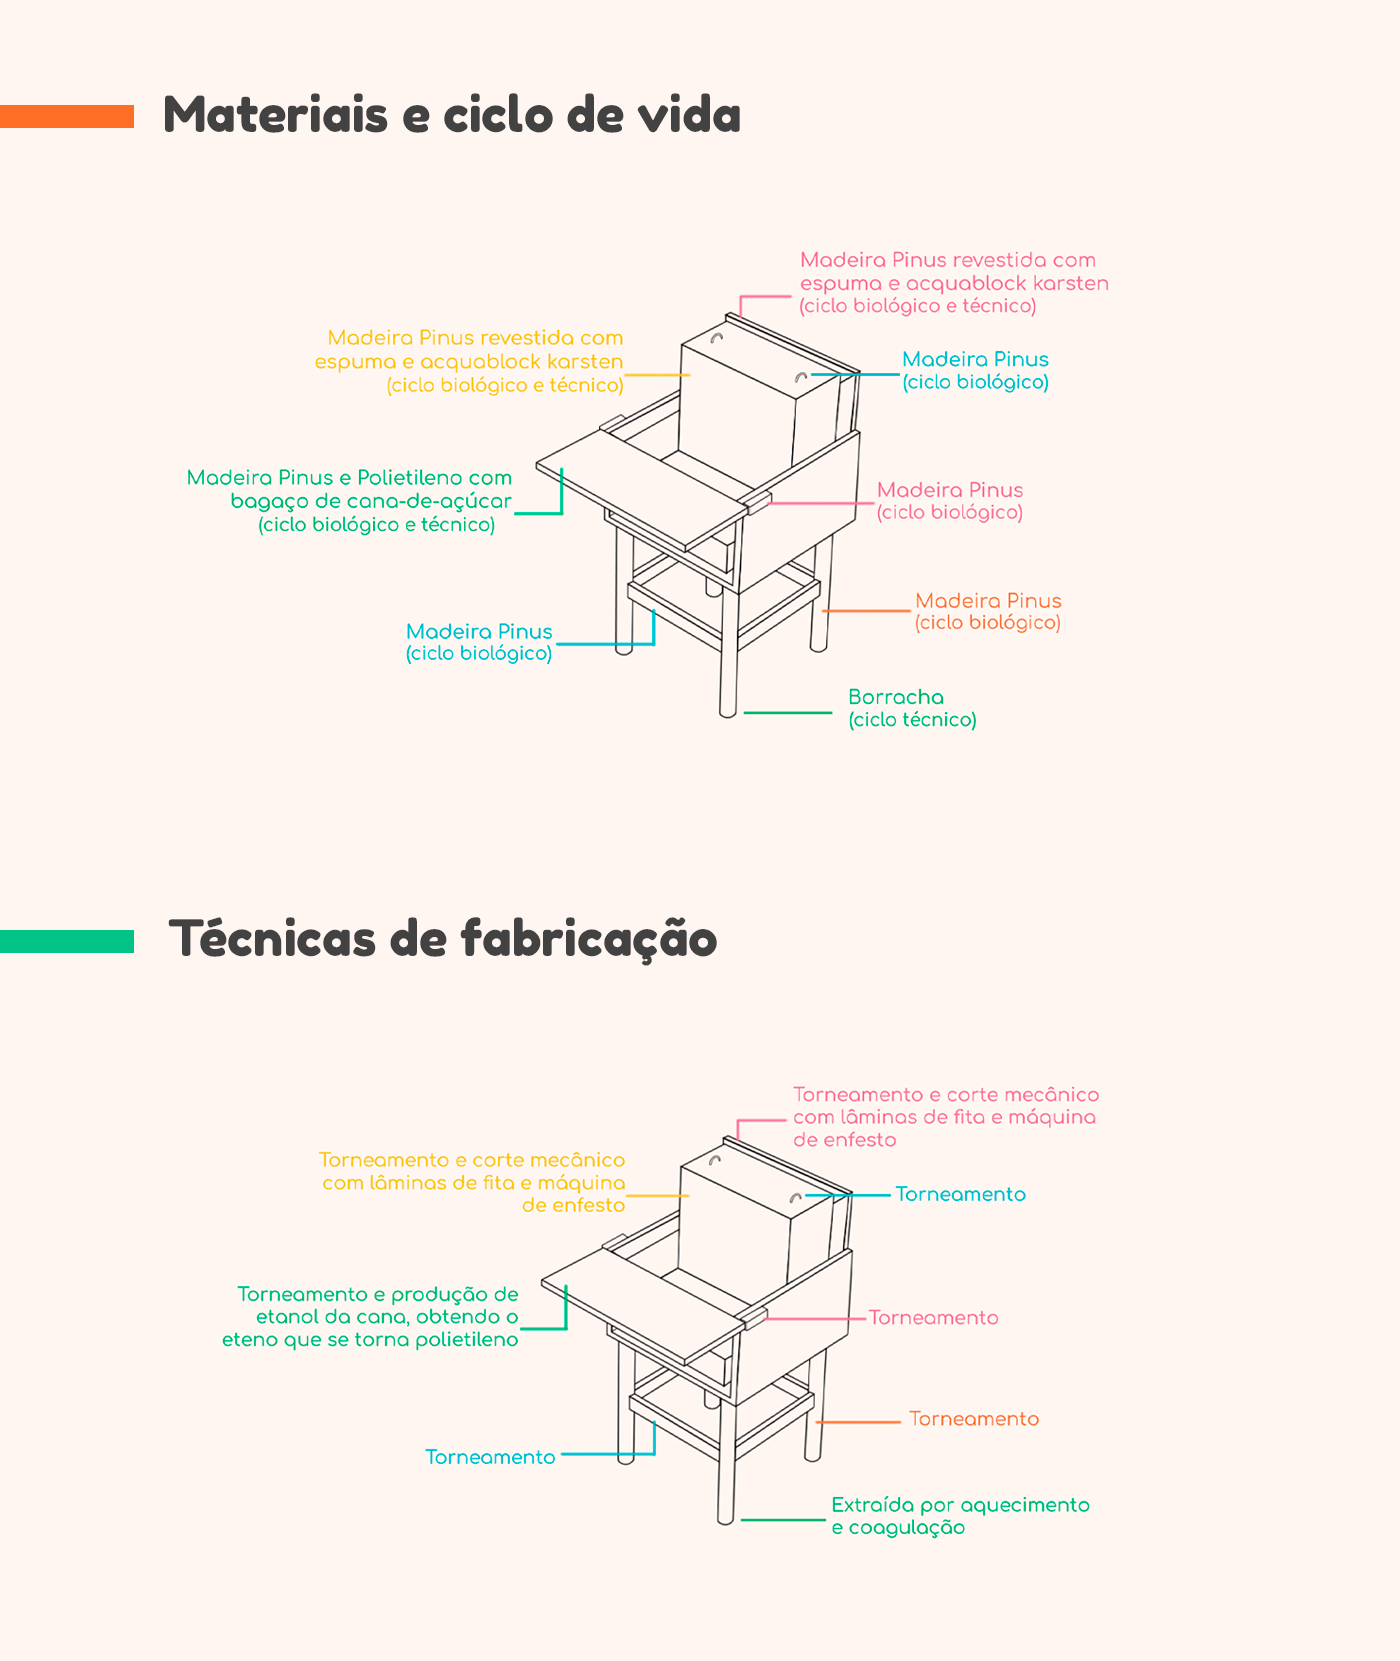 Materiais e ciclo de vida
Madeira Pinus revestida com
espuma e acquablock karsten
(ciclo biológico e técnico)
Madeira Pinus revestida com
espuma e acquablock karsten
(ciclo biológico e técnico)
Madeira Pinus
(ciclo biológico)
Madeira Pinus e Polietileno com
bagaço de cana-de-açúcar
(ciclo biológico e técnico)
Madeira Pinus
(ciclo biológico)
Madeira Pinus
(ciclo biológico)
Madeira Pinus
(ciclo biológico)
Borracha
(ciclo técnico)
Técnicas de fabricação
Torneamento e corte mecânico
com lâminas de fita e máquina
de enfesto
Torneamento e corte mecânico
com lâminas de fita e máquina
de enfesto
Torneamento
Torneamento e produção de
etanol da cana, obtendo o
eteno que se torna polietileno
Torneamento
Torneamento
Torneamento
Extraída por aquecimento
e coagulação